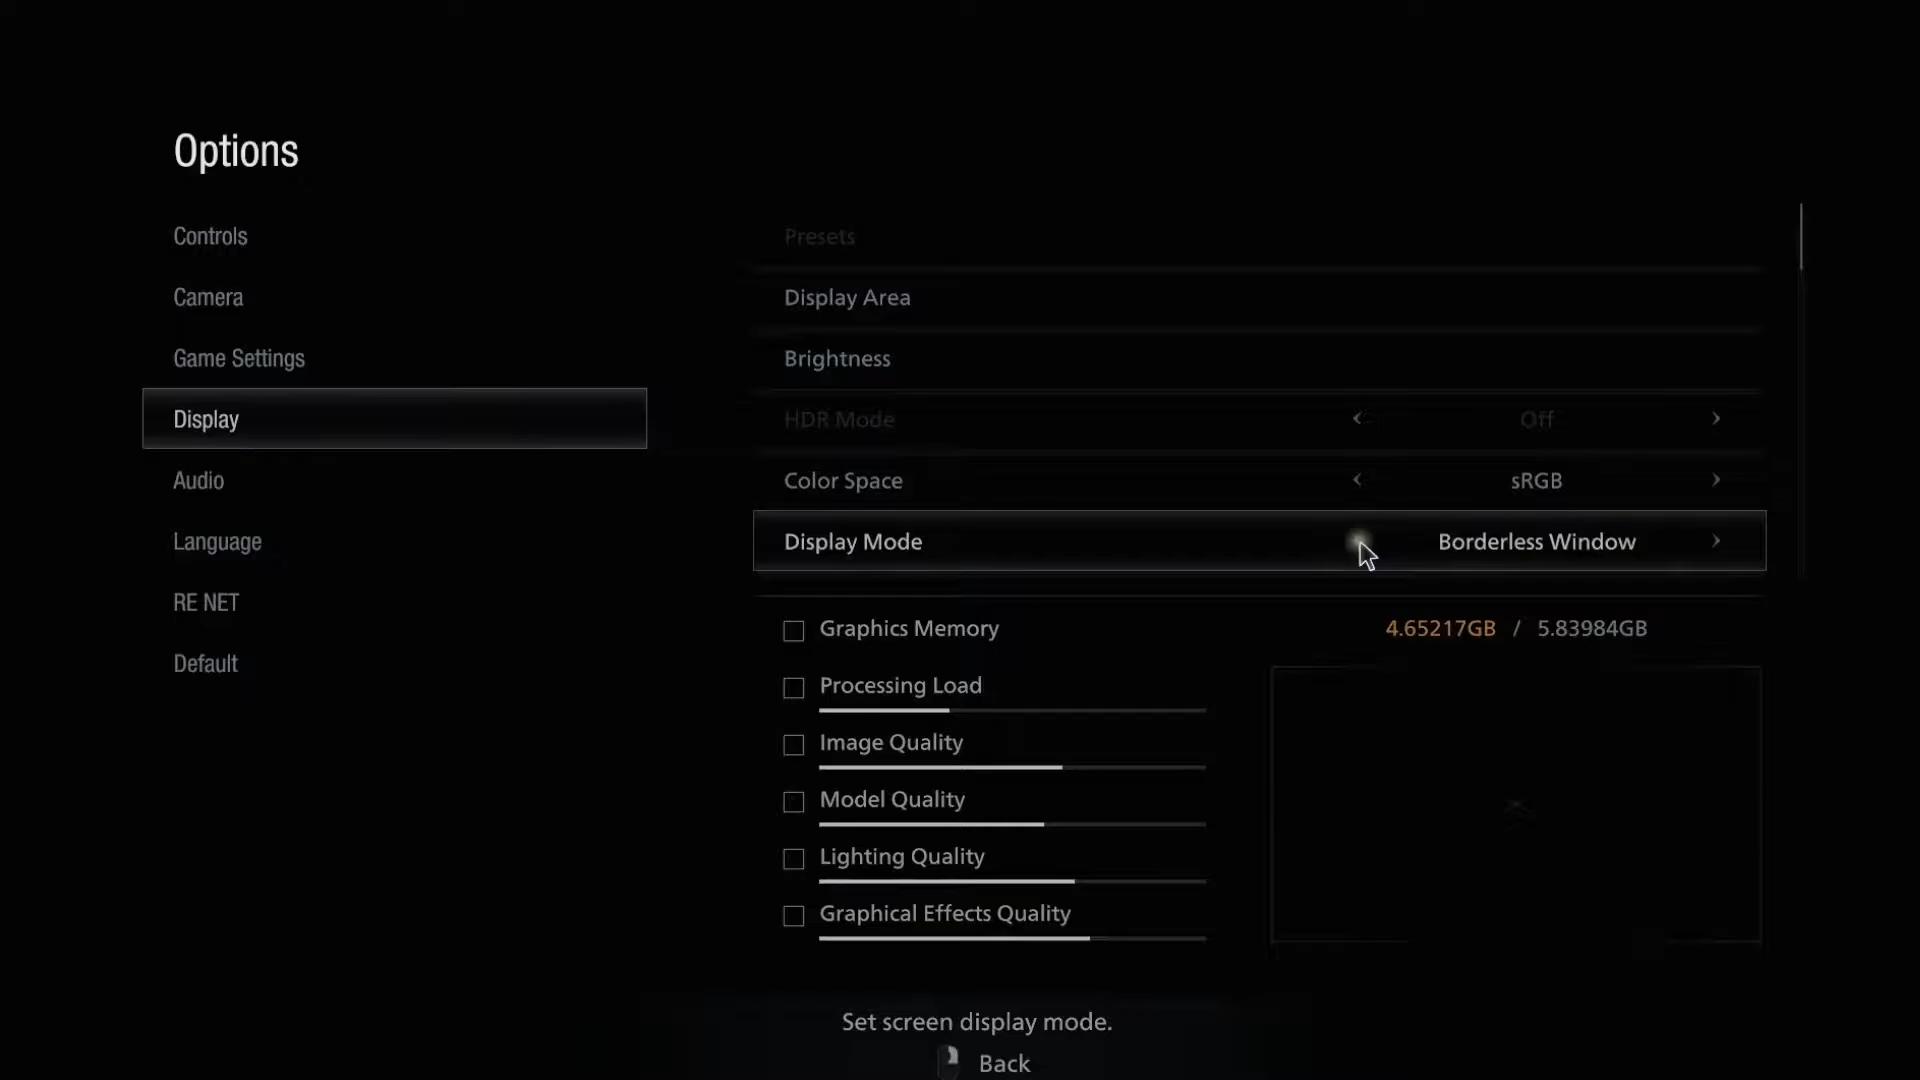 Options
Controls
Camera
Game Settings
Display
Audio
Language
RE NET
Default
Presets
Display Area
Brightness
HDR Mode < Off >
Color Space < sRGB >
Display Mode Borderless Window >
Graphics Memory 4.65217GB / 5.83984GB
Processing Load
Image Quality
Model Quality
Lighting Quality
Graphical Effects Quality
Set screen display mode.
Back